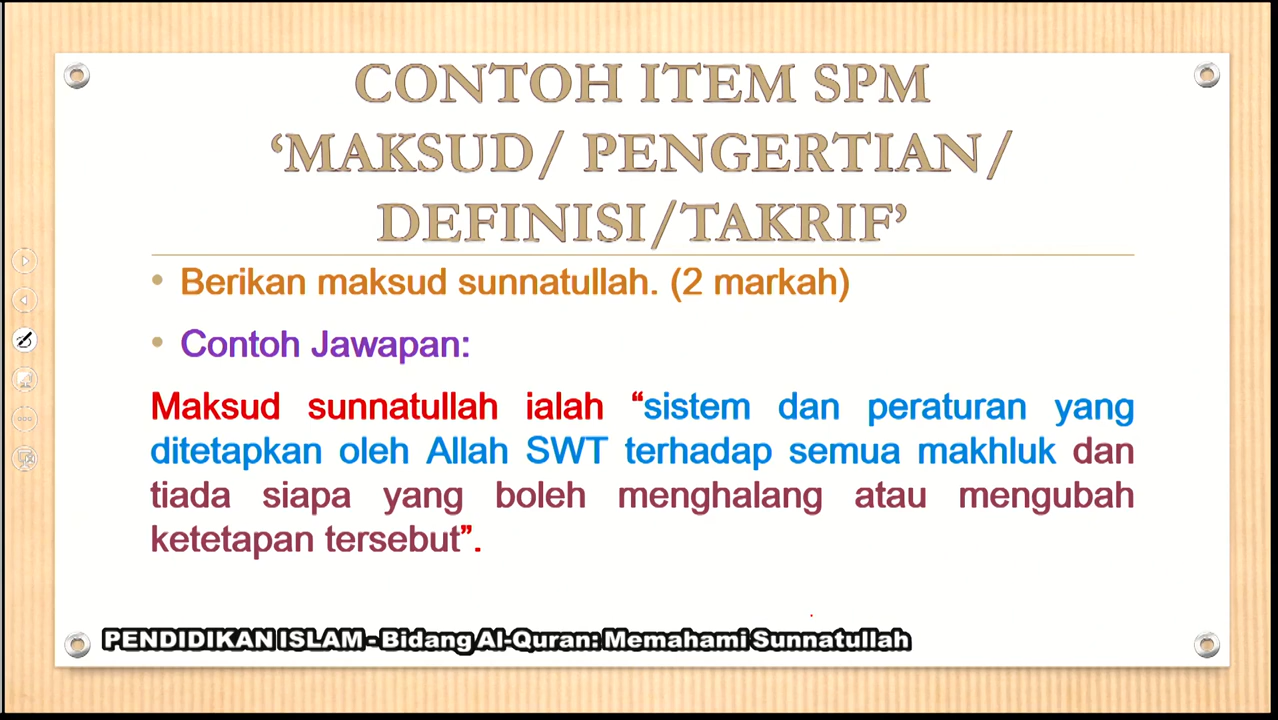 CONTOH ITEM SPM
‘MAKSUD/ PENGERTIAN/
DEFINISI/TAKRIF’
• Berikan maksud sunnatullah. (2 markah)
• Contoh Jawapan:
Maksud sunnatullah ialah “sistem dan peraturan yang
ditetapkan oleh Allah SWT terhadap semua makhluk dan
tiada siapa yang boleh menghalang atau mengubah
ketetapan tersebut”.
PENDIDIKAN ISLAM - Bidang Al-Quran: Memahami Sunnatullah